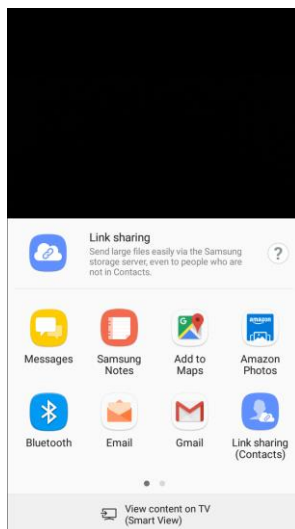 Link sharing
Send large files easily via the Samsung
storage server, even to people who are
not in Contacts.
?
Messages
Samsung
Notes
Add to
Maps
amazon
Amazon
Photos
Bluetooth
Email
Gmail
Link sharing
(Contacts)
View content on TV
(Smart View)